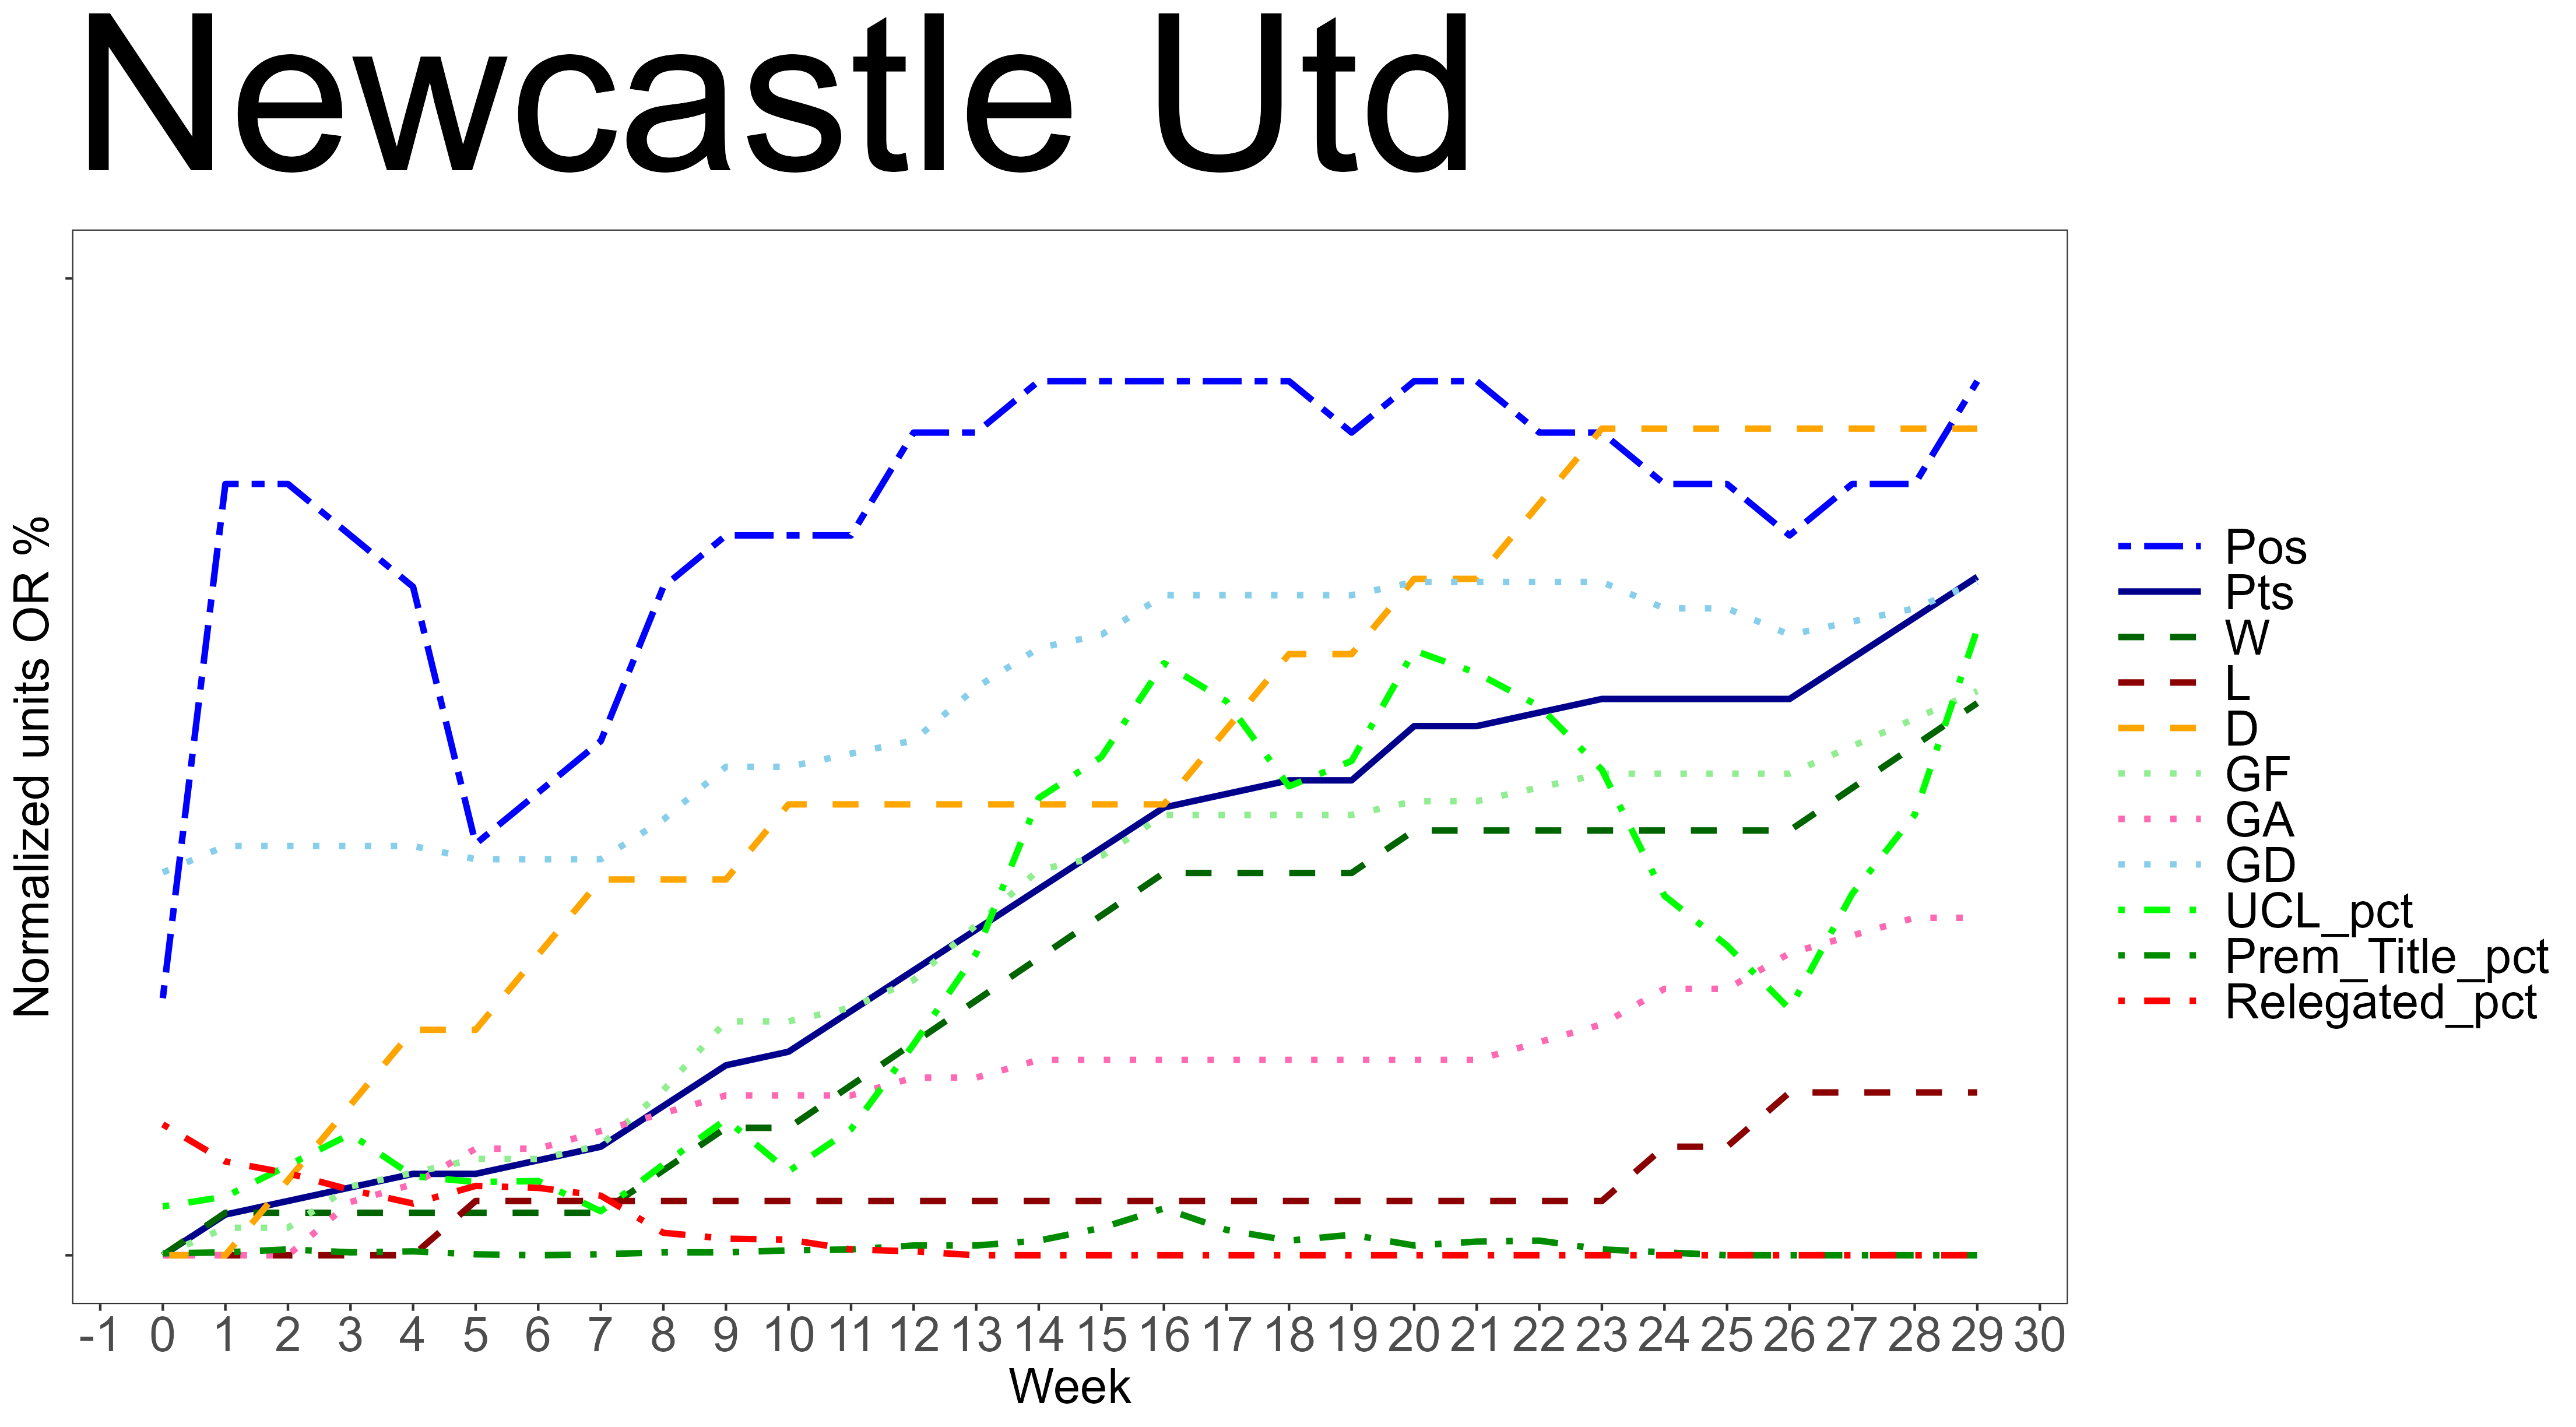 Newcastle Utd
Normalized units OR %
Pos
Pts
W
L
D
GF
GA
GD
UCL_pct
Prem_Title_pct
Relegated_pct
-1 0 1 2 3 4 5 6 7 8 9 10 11 12 13 14 15 16 17 18 19 20 21 22 23 24 25 26 27 28 29 30
Week